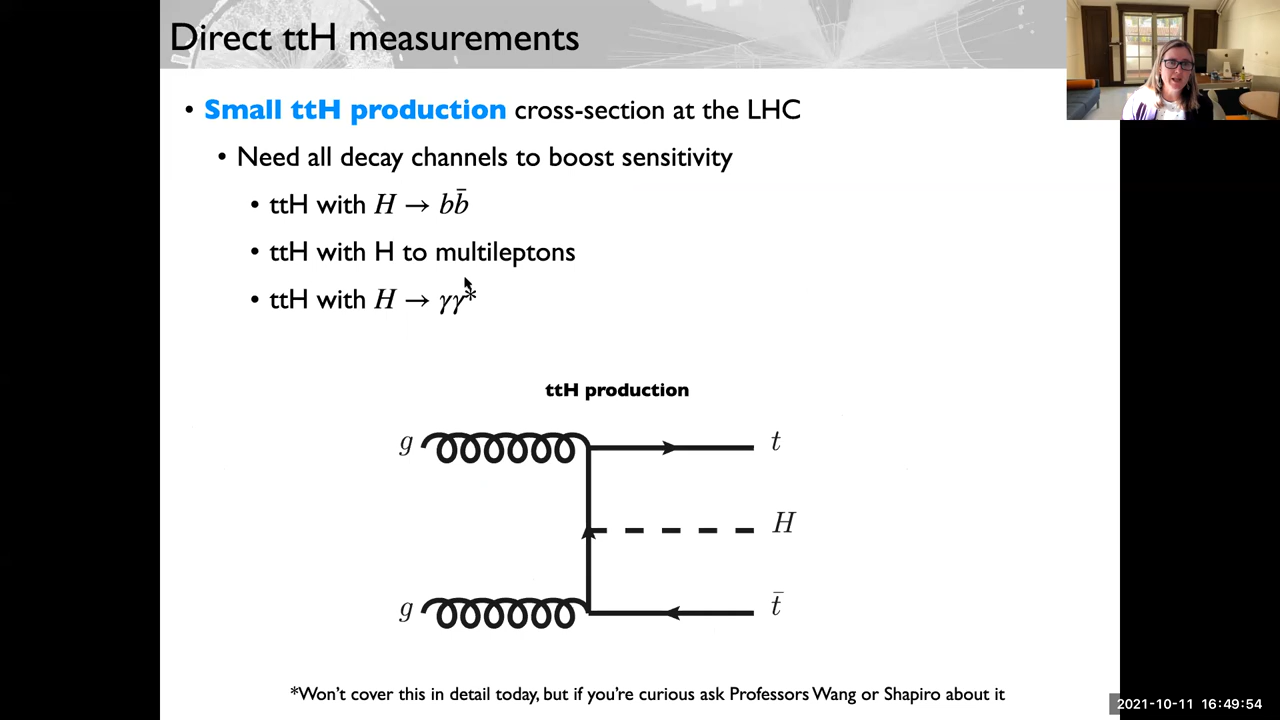 Direct ttH measurements
• Small ttH production cross-section at the LHC
• Need all decay channels to boost sensitivity
• ttH with H → bb̄
• ttH with H to multileptons
• ttH with H → γγ*
ttH production
g
t
H
g
t̄
*Won't cover this in detail today, but if you're curious ask Professors Wang or Shapiro about it
2021-10-11 16:49:54